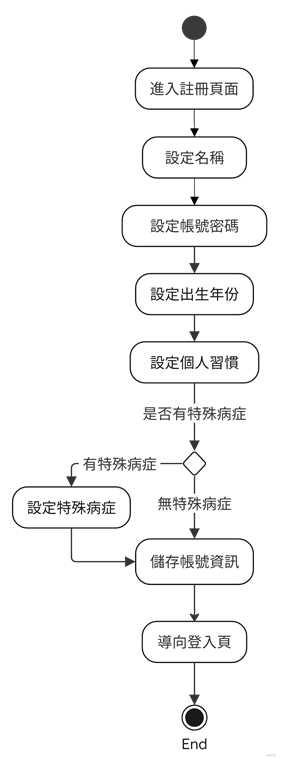 進入註冊頁面
設定名稱
設定帳號密碼
設定出生年份
設定個人習慣
是否有特殊病症
有特殊病症
設定特殊病症
無特殊病症
儲存帳號資訊
導向登入頁
End